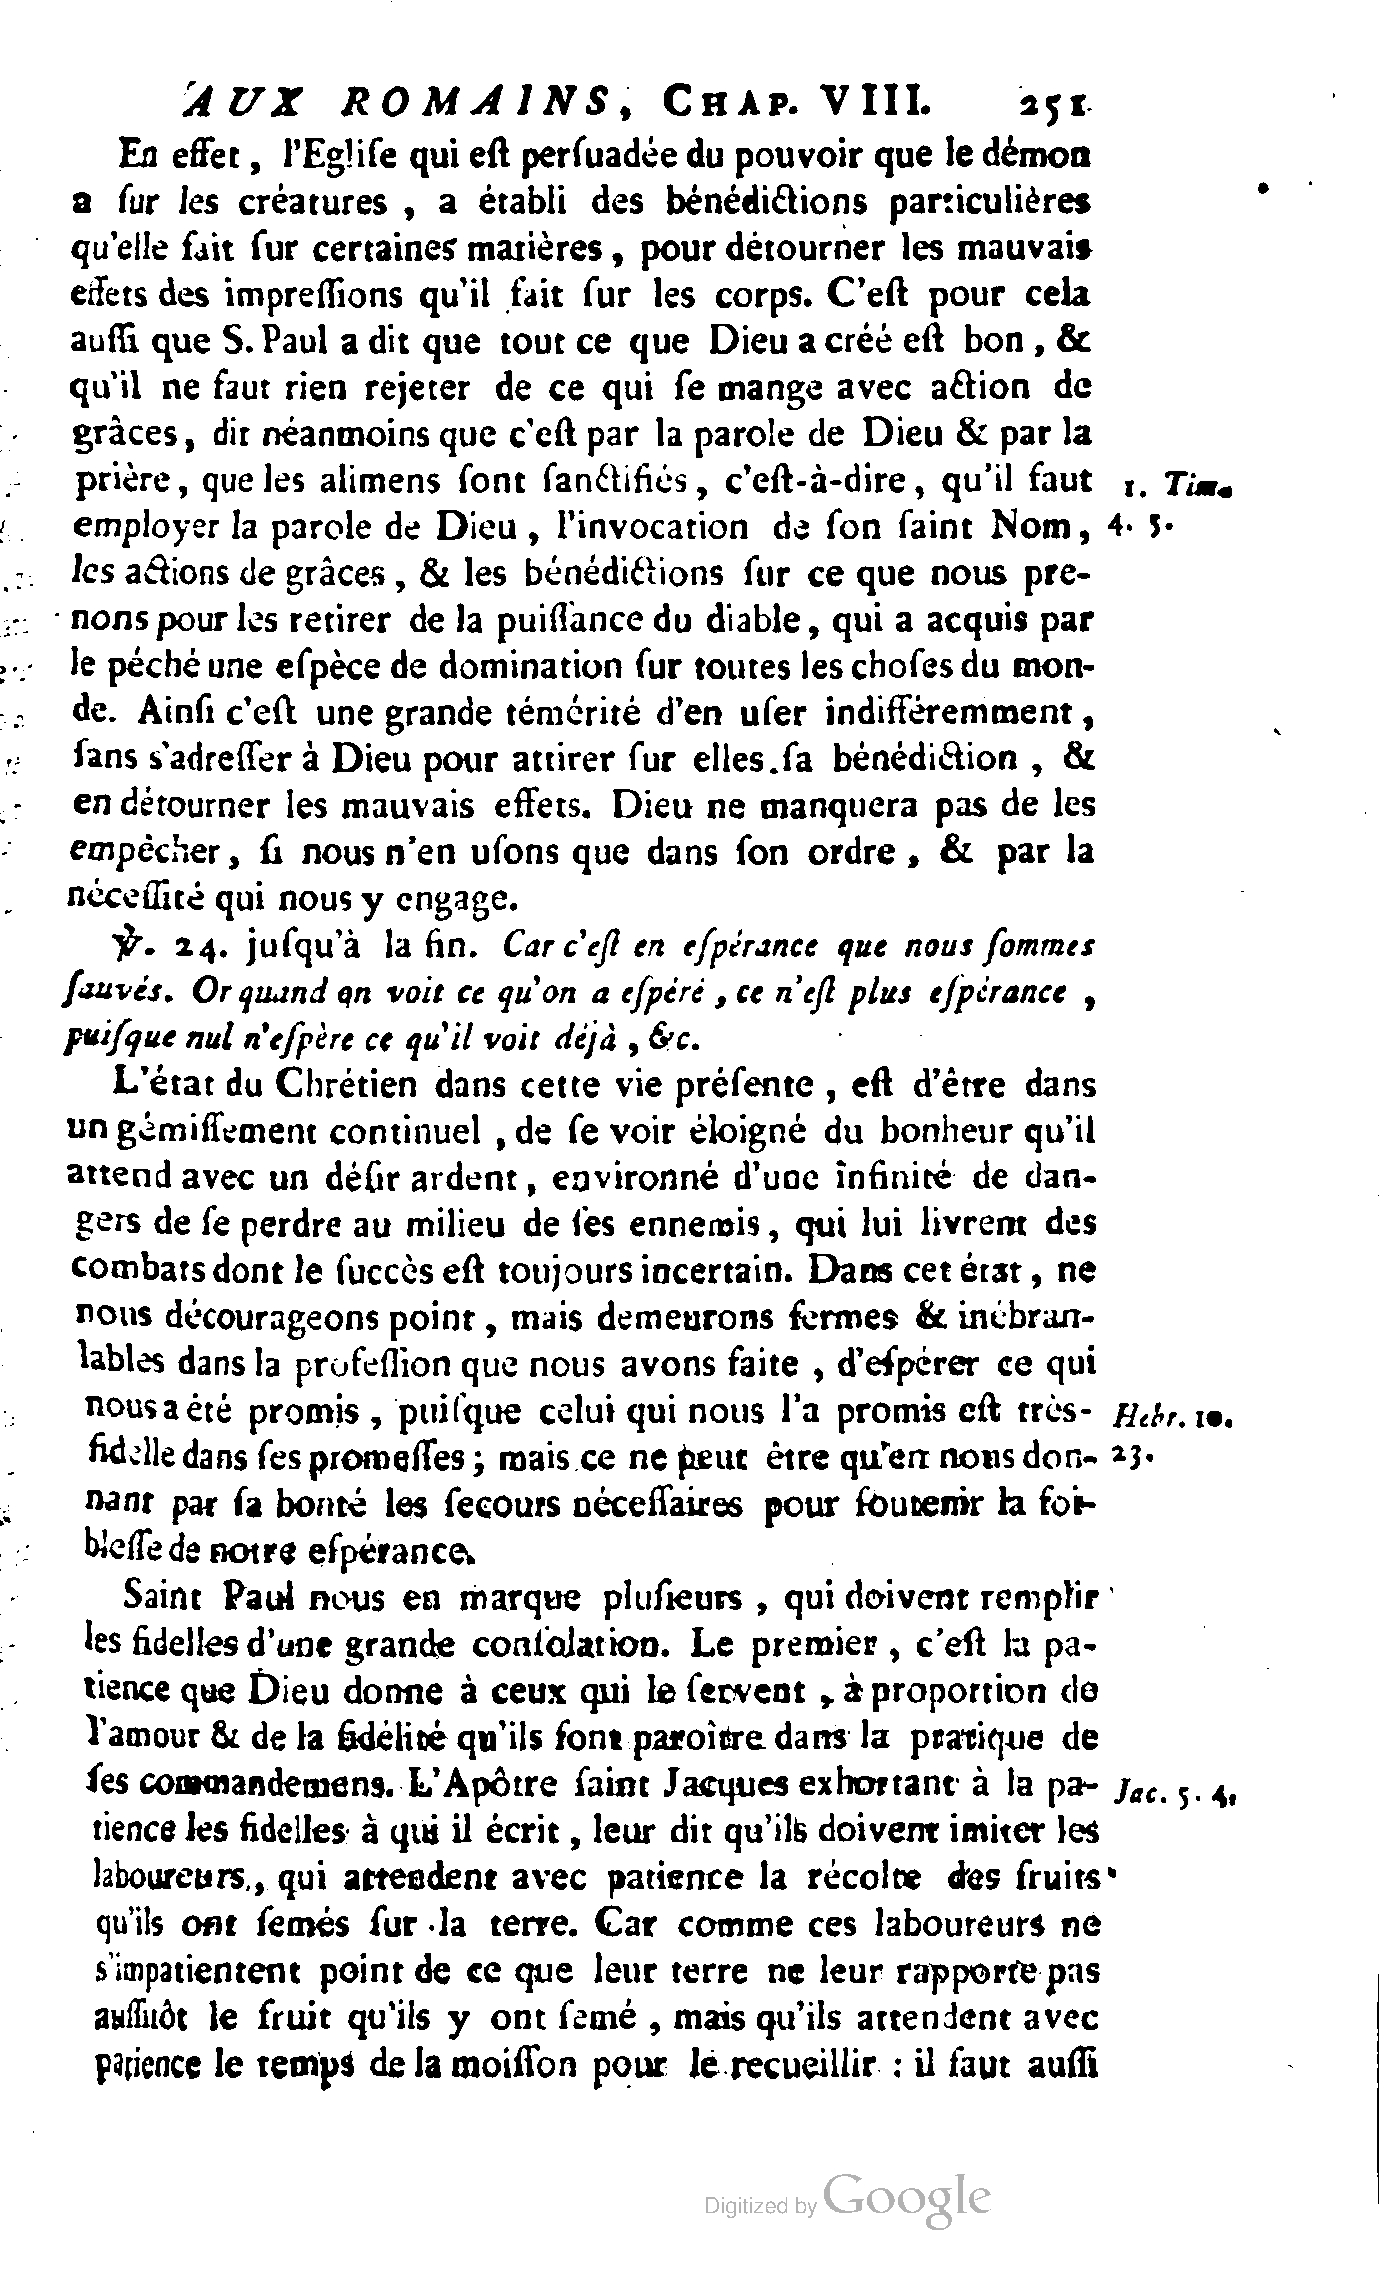 AUX ROMAINS, CHAP. VIII. 251
En effet, l'Egliſe qui eſt perſuadée du pouvoir que le démon
a ſur les créatures, a établi des bénédictions particulières
qu'elle fait ſur certaines matières, pour détourner les mauvais
effets des impreſſions qu'il fait ſur les corps. C'eſt pour cela
auſſi que S. Paul a dit que tout ce que Dieu a créé eſt bon, &
qu'il ne faut rien rejeter de ce qui ſe mange avec action de
grâces, dit néanmoins que c'eſt par la parole de Dieu & par la
prière, que les alimens ſont ſanctifiés, c'eſt-à-dire, qu'il faut 1. Tim.
employer la parole de Dieu, l'invocation de ſon ſaint Nom, 4. 5.
les actions de grâces, & les bénédictions ſur ce que nous pre-
nons pour les retirer de la puiſſance du diable, qui a acquis par
le péché une eſpèce de domination ſur toutes les choſes du mon-
de. Ainſi c'eſt une grande témérité d'en uſer indifféremment,
ſans s'adreſſer à Dieu pour attirer ſur elles ſa bénédiction, &
en détourner les mauvais effets. Dieu ne manquera pas de les
empêcher, ſi nous n'en uſons que dans ſon ordre, & par la
néceſſité qui nous y engage.
℣. 24. juſqu'à la fin. Car c'eſt en eſpérance que nous ſommes
ſauvés. Or quand on voit ce qu'on a eſpéré, ce n'eſt plus eſpérance,
puiſque nul n'eſpère ce qu'il voit déjà, &c.
L'état du Chrétien dans cette vie préſente, eſt d'être dans
un gémiſſement continuel, de ſe voir éloigné du bonheur qu'il
attend avec un déſir ardent, environné d'une infinité de dan-
gers de ſe perdre au milieu de ſes ennemis, qui lui livrent des
combats dont le ſuccès eſt toujours incertain. Dans cet état, ne
nous décourageons point, mais demeurons fermes & inébran-
lables dans la profeſſion que nous avons faite, d'eſpérer ce qui
nous a été promis, puiſque celui qui nous l'a promis eſt très- Hebr. 10.
fidelle dans ſes promeſſes; mais ce ne peut être qu'en nous don- 23.
nant par ſa bonté les ſecours néceſſaires pour ſoutenir la foi-
bleſſe de notre eſpérance.
Saint Paul nous en marque pluſieurs, qui doivent remplir
les fidelles d'une grande conſolation. Le premier, c'eſt la pa-
tience que Dieu donne à ceux qui le ſervent, à proportion de
l'amour & de la fidélité qu'ils font paroître dans la pratique de
ſes commandemens. L'Apôtre ſaint Jacques exhortant à la pa- Jac. 5. 4.
tience les fidelles à qui il écrit, leur dit qu'ils doivent imiter les
laboureurs, qui attendent avec patience la récolte des fruits
qu'ils ont ſemés ſur la terre. Car comme ces laboureurs ne
s'impatientent point de ce que leur terre ne leur rapporte pas
auſſitôt le fruit qu'ils y ont ſemé, mais qu'ils attendent avec
patience le temps de la moiſſon pour le recueillir : il faut auſſi
Digitized by Google